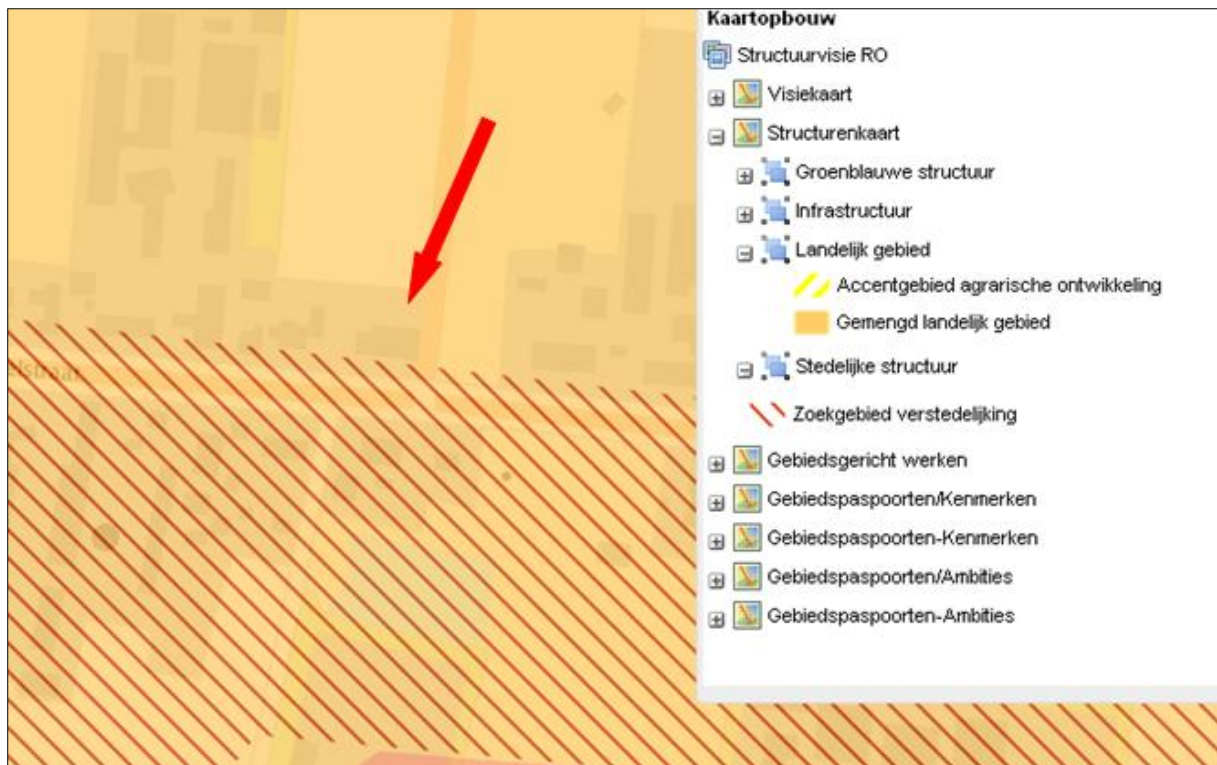 Kaartopbouw
Structuurvisie RO
Visiekaart
Structurenkaart
Groenblauwe structuur
Infrastructuur
Landelijk gebied
Accentgebied agrarische ontwikkeling
Gemengd landelijk gebied
Stedelijke structuur
Zoekgebied verstedelijking
Gebiedsgericht werken
Gebiedspaspoorten/Kenmerken
Gebiedspaspoorten-Kenmerken
Gebiedspaspoorten/Ambities
Gebiedspaspoorten-Ambities